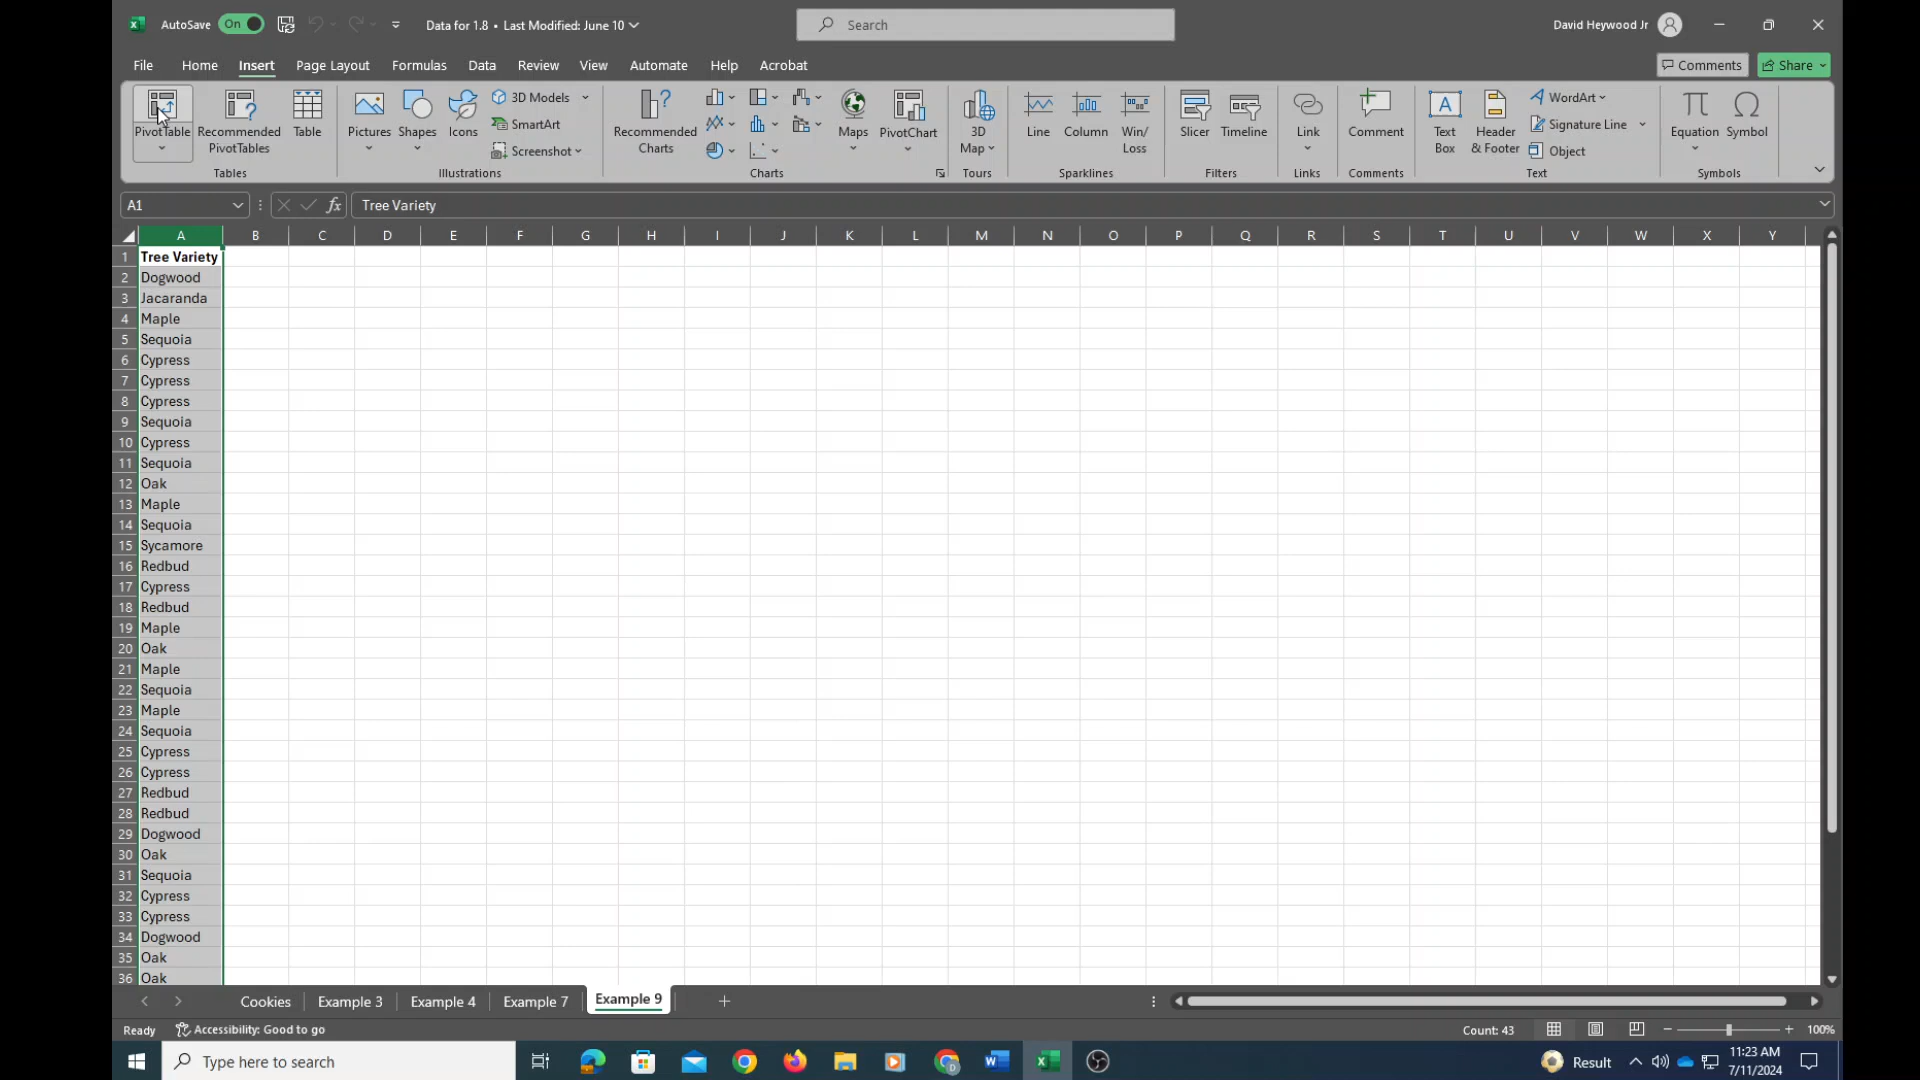 AutoSave On Data for 1.8 • Last Modified: June 10 Search David Heywood Jr
File Home Insert Page Layout Formulas Data Review View Automate Help Acrobat Comments Share
PivotTable Recommended PivotTables Table Pictures Shapes Icons 3D Models SmartArt Screenshot Recommended Charts Maps PivotChart 3D Map Line Column Win/Loss Slicer Timeline Link Comment Text Box Header & Footer WordArt Signature Line Object Equation Symbol
Tables Illustrations Charts Tours Sparklines Filters Links Comments Text Symbols
A1 fx Tree Variety
A B C D E F G H I J K L M N O P Q R S T U V W X Y
1 Tree Variety
2 Dogwood
3 Jacaranda
4 Maple
5 Sequoia
6 Cypress
7 Cypress
8 Cypress
9 Sequoia
10 Cypress
11 Sequoia
12 Oak
13 Maple
14 Sequoia
15 Sycamore
16 Redbud
17 Cypress
18 Redbud
19 Maple
20 Oak
21 Maple
22 Sequoia
23 Maple
24 Sequoia
25 Cypress
26 Cypress
27 Redbud
28 Redbud
29 Dogwood
30 Oak
31 Sequoia
32 Cypress
33 Cypress
34 Dogwood
35 Oak
36 Oak
Cookies Example 3 Example 4 Example 7 Example 9
Ready Accessibility: Good to go Count: 43 100%
Type here to search Result 11:23 AM
7/11/2024